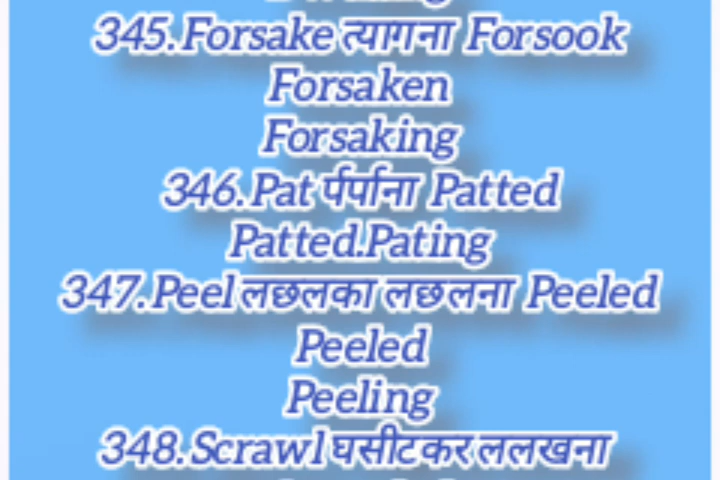 345.Forsake त्यागना Forsook
Forsaken
Forsaking
346.Pat र्पर्पाना Patted
Patted.Pating
347.Peel लछलका लछलना Peeled
Peeled
Peeling
348.Scrawl घसीटकर ललखना